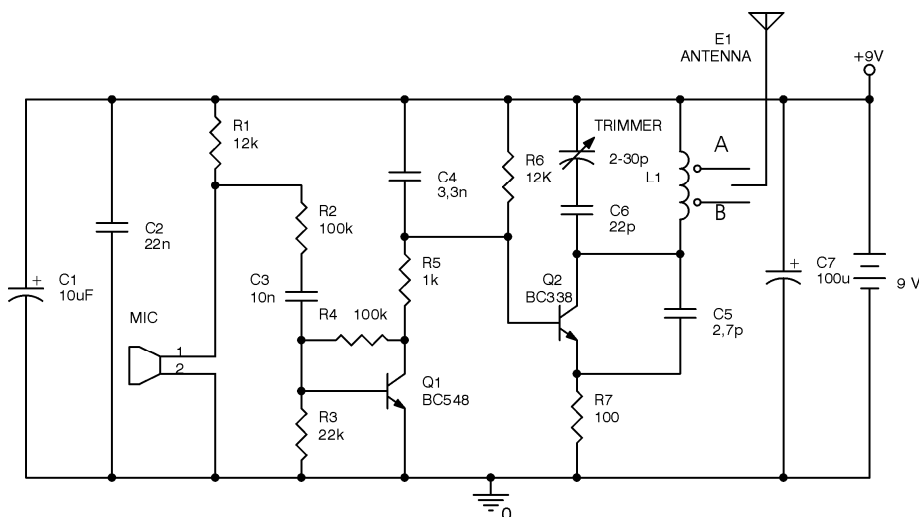 E1
ANTENNA
+9V
R1
12k
TRIMMER
2-30p
A
L1
B
R6
12K
C4
3,3n
R2
100k
C6
22p
C2
22n
R5
1k
C3
10n
Q2
BC338
C7
100u
+
C1
10uF
+
9 V
R4
100k
C5
2,7p
MIC
1
2
Q1
BC548
R7
100
R3
22k
0